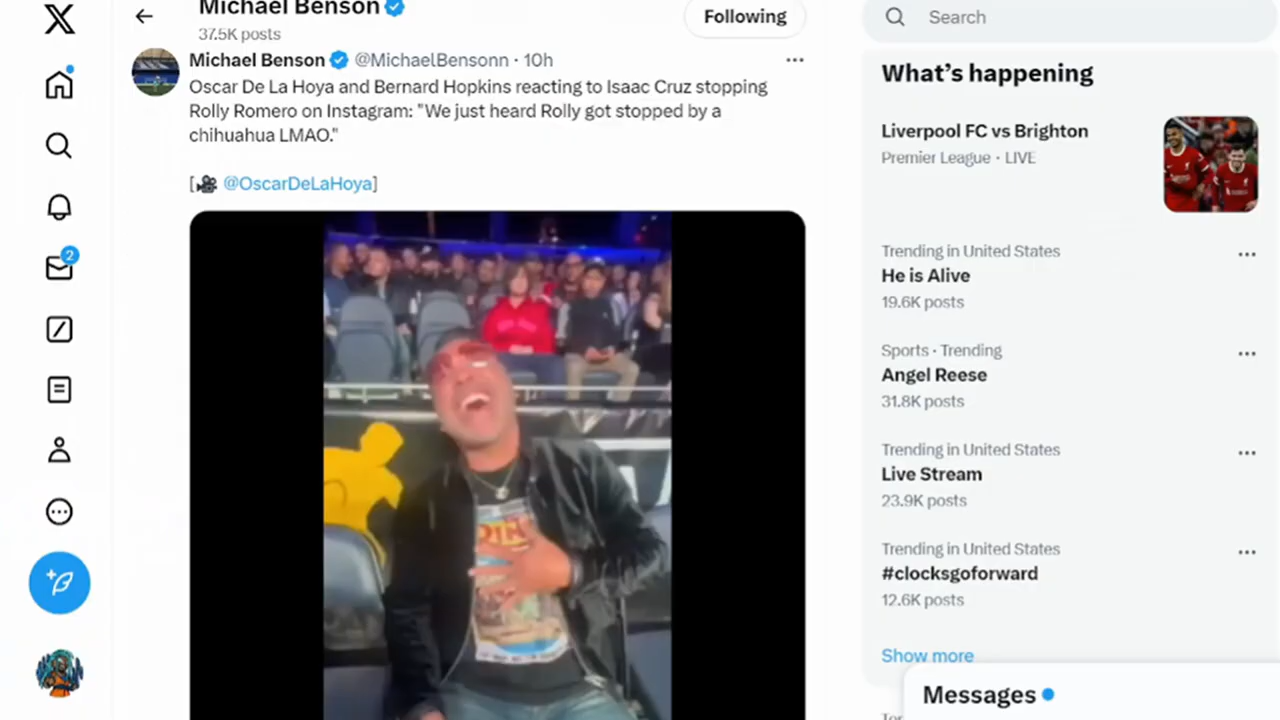 Michael Benson
37.5K posts
Following
Michael Benson @MichaelBensonn · 10h
Oscar De La Hoya and Bernard Hopkins reacting to Isaac Cruz stopping
Rolly Romero on Instagram: "We just heard Rolly got stopped by a
chihuahua LMAO."
[🎥 @OscarDeLaHoya]
2
Search
What's happening
Liverpool FC vs Brighton
Premier League · LIVE
Trending in United States
He is Alive
19.6K posts
Sports · Trending
Angel Reese
31.8K posts
Trending in United States
Live Stream
23.9K posts
Trending in United States
#clocksgoforward
12.6K posts
Show more
Messages